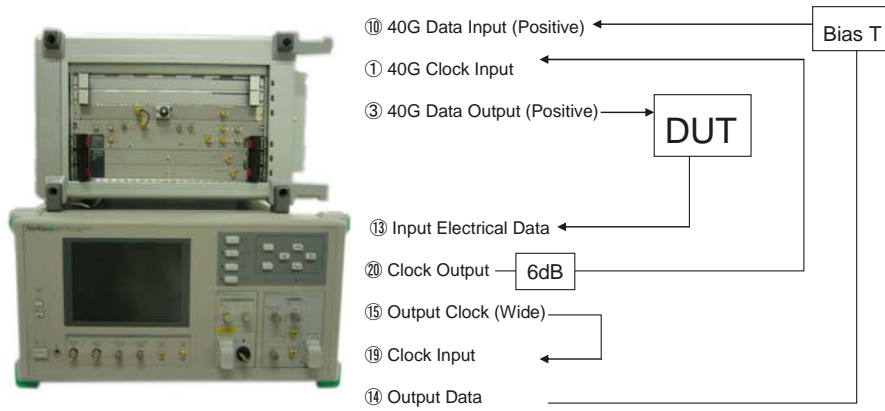 ⑩ 40G Data Input (Positive)
Bias T
① 40G Clock Input
③ 40G Data Output (Positive)
DUT
⑬ Input Electrical Data
⑳ Clock Output
6dB
⑮ Output Clock (Wide)
⑲ Clock Input
⑭ Output Data